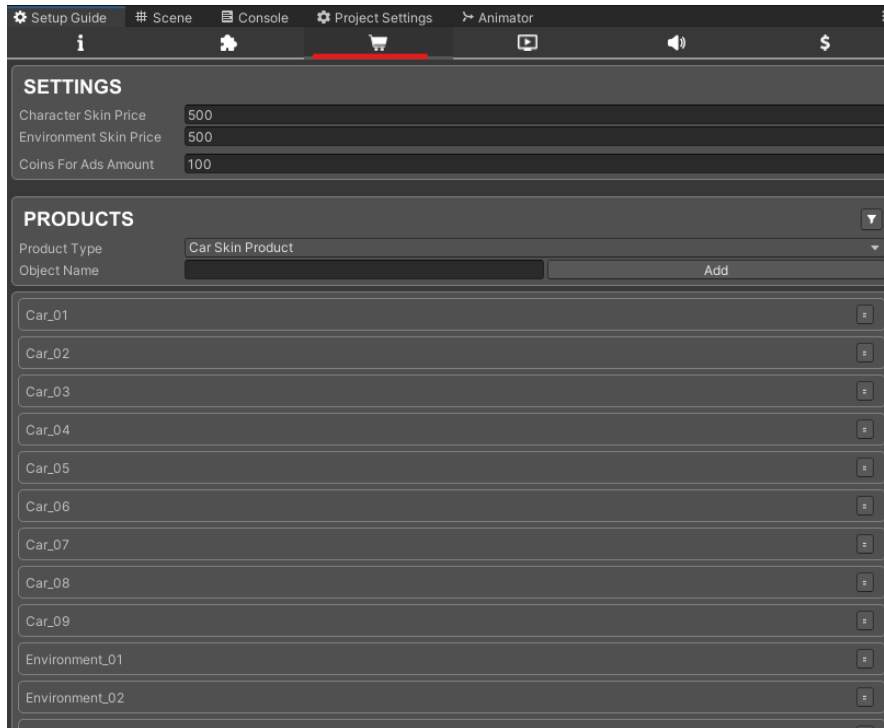 Setup Guide # Scene Console Project Settings Animator
i $
SETTINGS
Character Skin Price 500
Environment Skin Price 500
Coins For Ads Amount 100
PRODUCTS
Product Type Car Skin Product
Object Name Add
Car_01
Car_02
Car_03
Car_04
Car_05
Car_06
Car_07
Car_08
Car_09
Environment_01
Environment_02